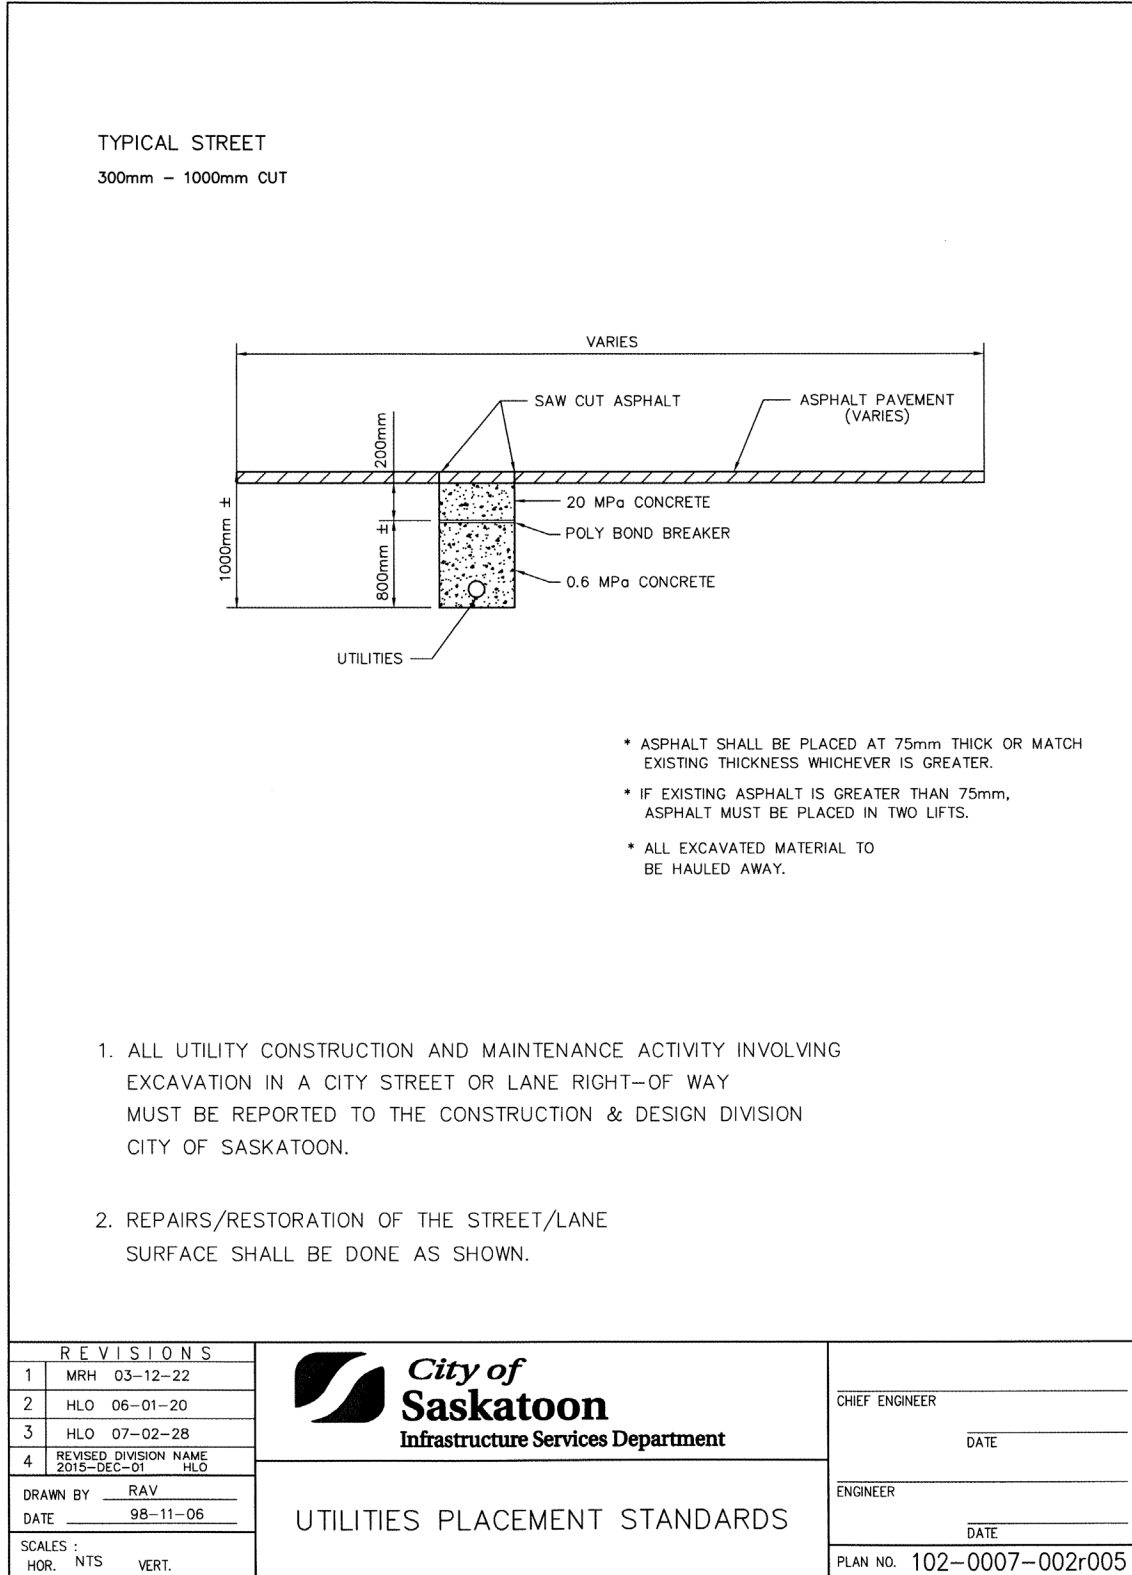 TYPICAL STREET
300mm – 1000mm CUT
VARIES
SAW CUT ASPHALT
ASPHALT PAVEMENT
(VARIES)
200mm
1000mm ±
800mm ±
20 MPa CONCRETE
POLY BOND BREAKER
0.6 MPa CONCRETE
UTILITIES
* ASPHALT SHALL BE PLACED AT 75mm THICK OR MATCH
EXISTING THICKNESS WHICHEVER IS GREATER.
* IF EXISTING ASPHALT IS GREATER THAN 75mm,
ASPHALT MUST BE PLACED IN TWO LIFTS.
* ALL EXCAVATED MATERIAL TO
BE HAULED AWAY.
1. ALL UTILITY CONSTRUCTION AND MAINTENANCE ACTIVITY INVOLVING
EXCAVATION IN A CITY STREET OR LANE RIGHT–OF WAY
MUST BE REPORTED TO THE CONSTRUCTION & DESIGN DIVISION
CITY OF SASKATOON.
2. REPAIRS/RESTORATION OF THE STREET/LANE
SURFACE SHALL BE DONE AS SHOWN.
REVISIONS
1 MRH 03–12–22
2 HLO 06–01–20
3 HLO 07–02–28
4 REVISED DIVISION NAME
2015–DEC–01 HLO
DRAWN BY RAV
DATE 98–11–06
SCALES :
HOR. NTS VERT.
City of
Saskatoon
Infrastructure Services Department
UTILITIES PLACEMENT STANDARDS
CHIEF ENGINEER
DATE
ENGINEER
DATE
PLAN NO. 102–0007–002r005